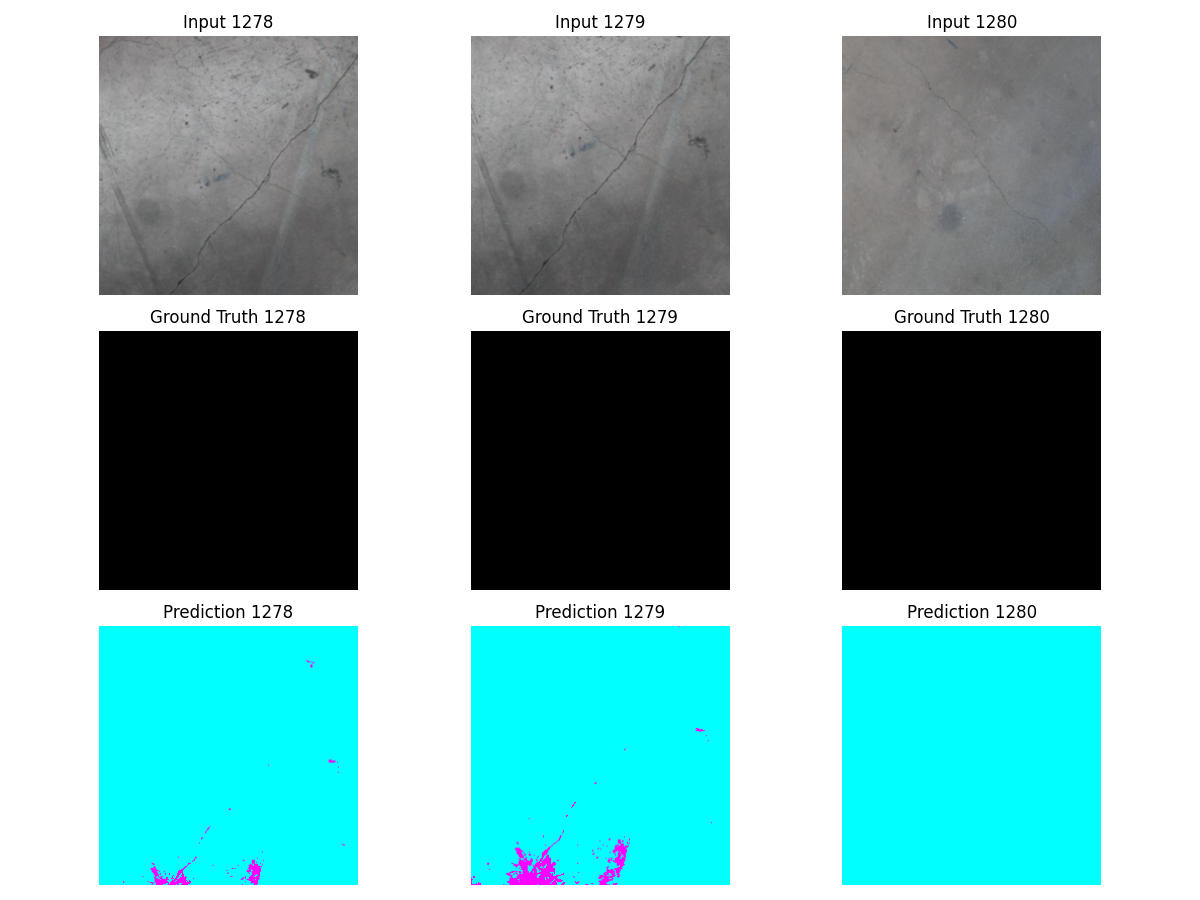 Input 1278
Input 1279
Input 1280
Ground Truth 1278
Ground Truth 1279
Ground Truth 1280
Prediction 1278
Prediction 1279
Prediction 1280